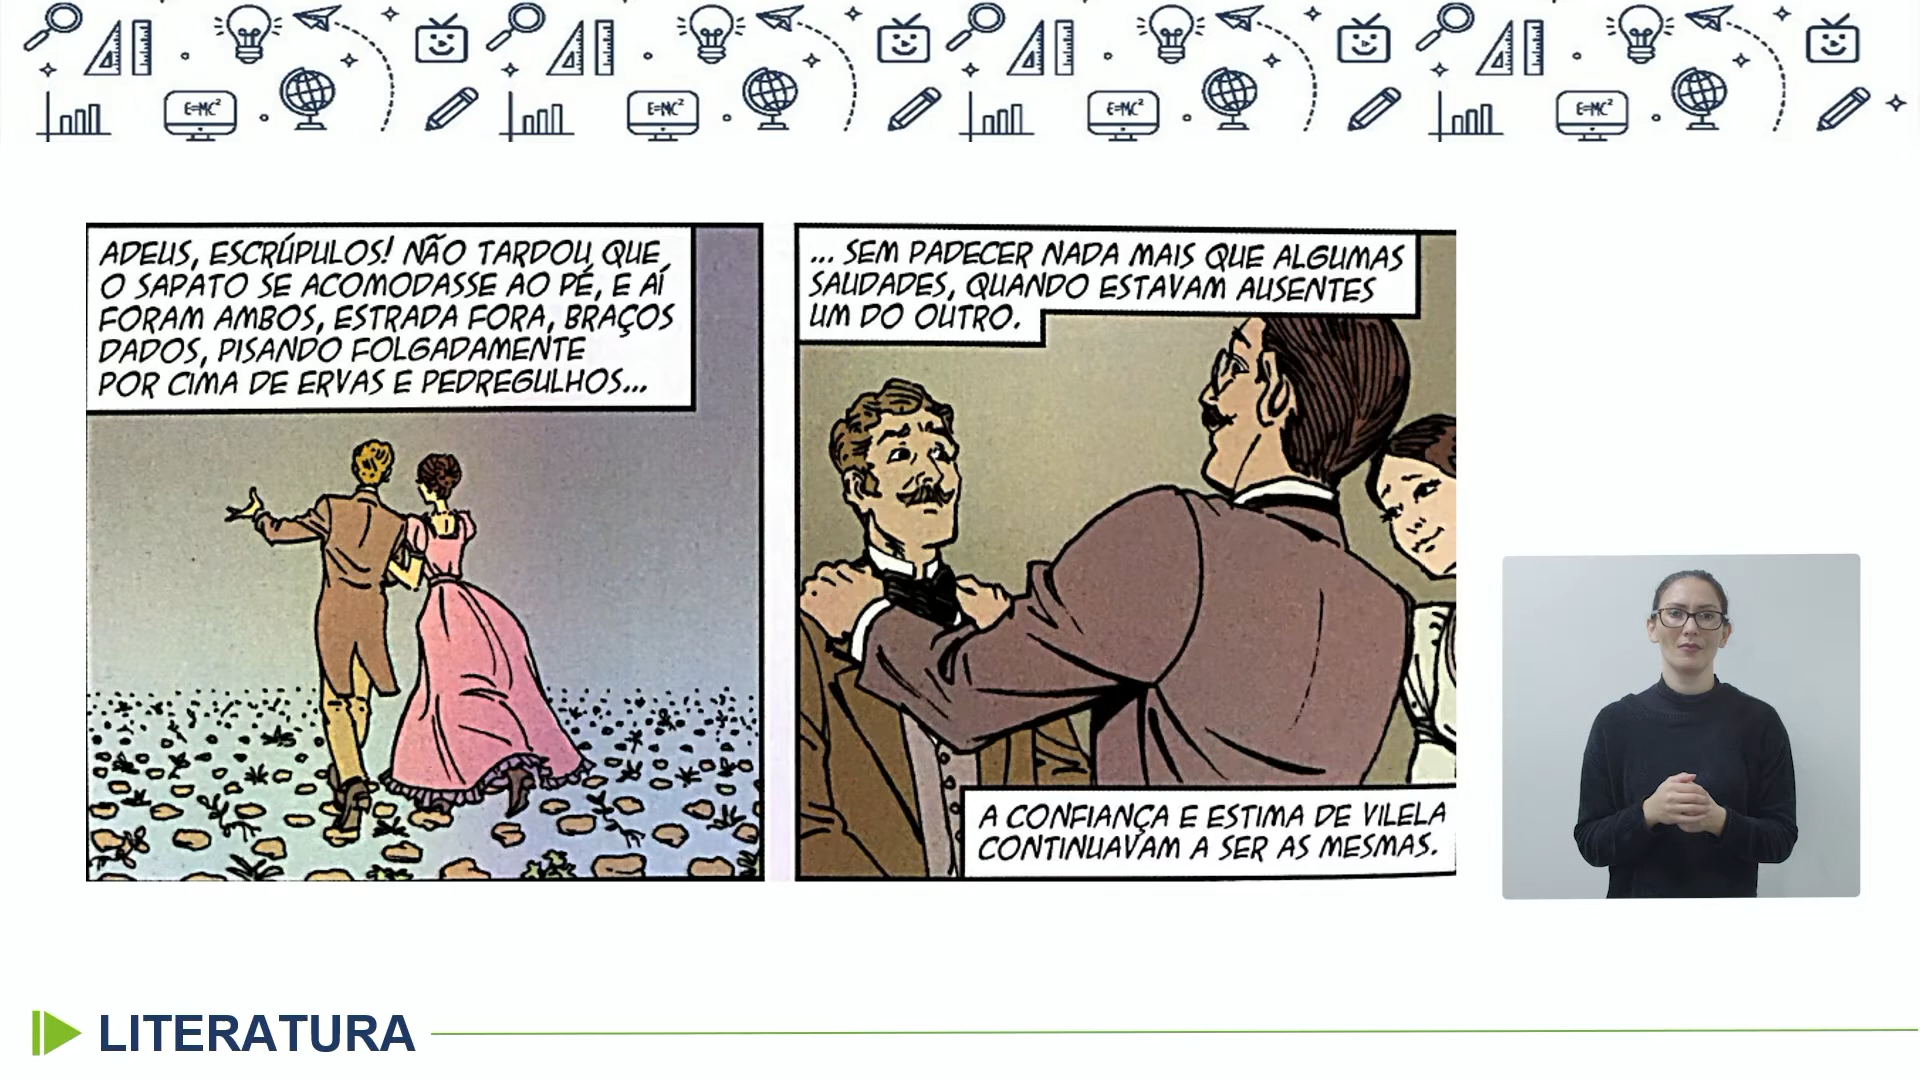 E=MC²
E=MC²
E=MC²
E=MC²
ADEUS, ESCRÚPULOS! NÃO TARDOU QUE
O SAPATO SE ACOMODASSE AO PÉ, E AÍ
FORAM AMBOS, ESTRADA FORA, BRAÇOS
DADOS, PISANDO FOLGADAMENTE
POR CIMA DE ERVAS E PEDREGULHOS...
... SEM PADECER NADA MAIS QUE ALGUMAS
SAUDADES, QUANDO ESTAVAM AUSENTES
UM DO OUTRO.
A CONFIANÇA E ESTIMA DE VILELA
CONTINUAVAM A SER AS MESMAS.
LITERATURA